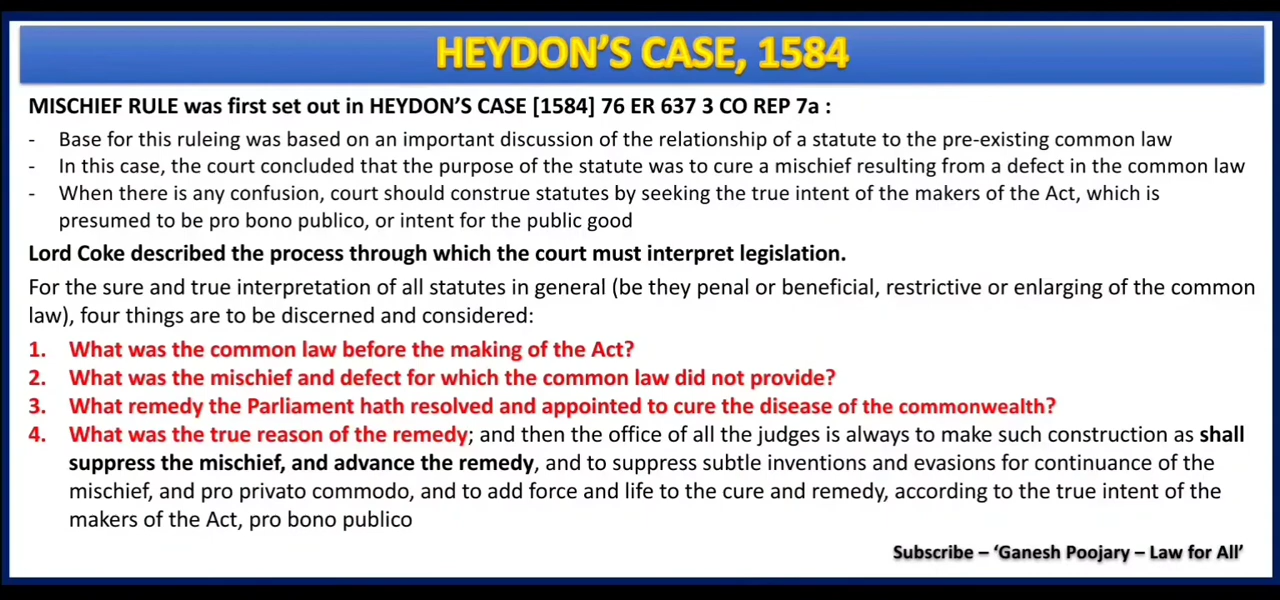 HEYDON’S CASE, 1584
MISCHIEF RULE was first set out in HEYDON’S CASE [1584] 76 ER 637 3 CO REP 7a :
- Base for this ruleing was based on an important discussion of the relationship of a statute to the pre-existing common law
- In this case, the court concluded that the purpose of the statute was to cure a mischief resulting from a defect in the common law
- When there is any confusion, court should construe statutes by seeking the true intent of the makers of the Act, which is
presumed to be pro bono publico, or intent for the public good
Lord Coke described the process through which the court must interpret legislation.
For the sure and true interpretation of all statutes in general (be they penal or beneficial, restrictive or enlarging of the common
law), four things are to be discerned and considered:
1. What was the common law before the making of the Act?
2. What was the mischief and defect for which the common law did not provide?
3. What remedy the Parliament hath resolved and appointed to cure the disease of the commonwealth?
4. What was the true reason of the remedy; and then the office of all the judges is always to make such construction as shall
suppress the mischief, and advance the remedy, and to suppress subtle inventions and evasions for continuance of the
mischief, and pro privato commodo, and to add force and life to the cure and remedy, according to the true intent of the
makers of the Act, pro bono publico
Subscribe – ‘Ganesh Poojary – Law for All’